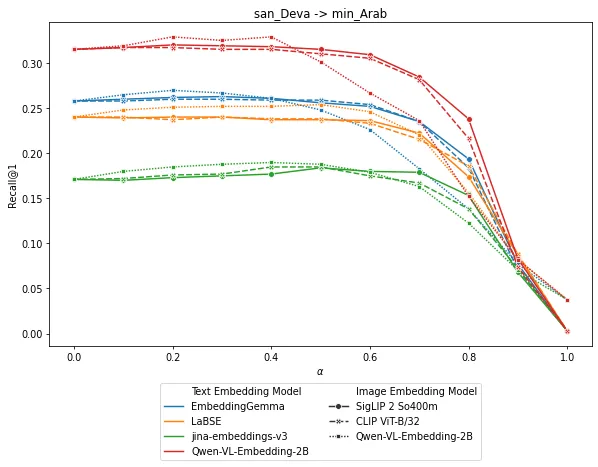 san_Deva -> min_Arab
Recall@1
0.30
0.25
0.20
0.15
0.10
0.05
0.00
0.0 0.2 0.4 0.6 0.8 1.0
α
Text Embedding Model
EmbeddingGemma
LaBSE
jina-embeddings-v3
Qwen-VL-Embedding-2B
Image Embedding Model
SigLIP 2 So400m
CLIP ViT-B/32
Qwen-VL-Embedding-2B